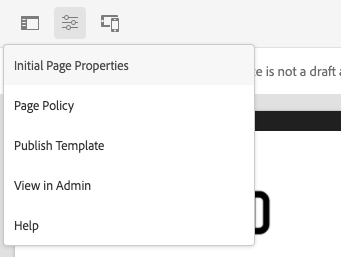 Initial Page Properties
e is not a draft a
Page Policy
Publish Template
View in Admin
Help